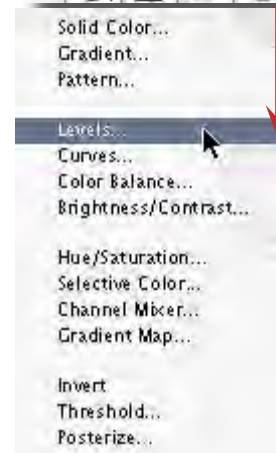 Solid Color...
Gradient...
Pattern...
Levels...
Curves...
Color Balance...
Brightness/Contrast...
Hue/Saturation...
Selective Color...
Channel Mixer...
Gradient Map...
Invert
Threshold...
Posterize...